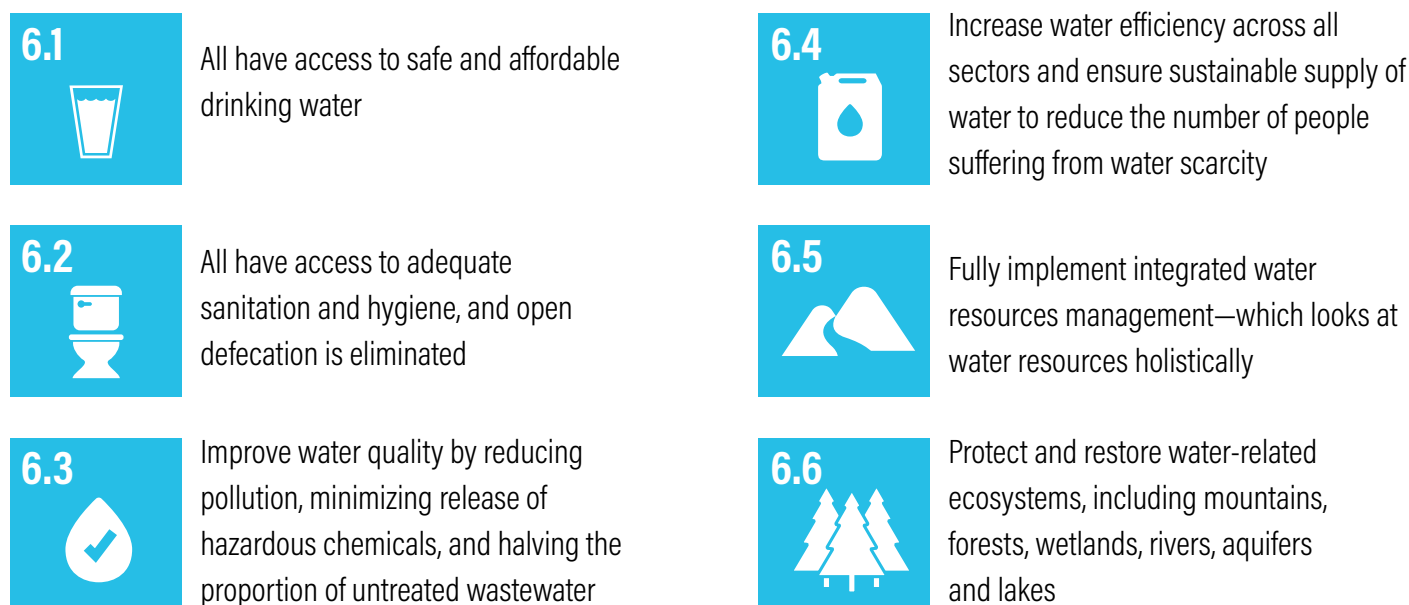 6.1
All have access to safe and affordable
drinking water
6.2
All have access to adequate
sanitation and hygiene, and open
defecation is eliminated
6.3
Improve water quality by reducing
pollution, minimizing release of
hazardous chemicals, and halving the
proportion of untreated wastewater
6.4
Increase water efficiency across all
sectors and ensure sustainable supply of
water to reduce the number of people
suffering from water scarcity
6.5
Fully implement integrated water
resources management—which looks at
water resources holistically
6.6
Protect and restore water-related
ecosystems, including mountains,
forests, wetlands, rivers, aquifers
and lakes